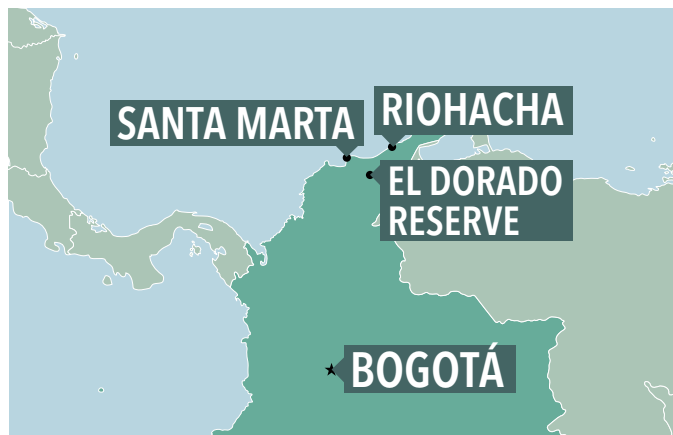 SANTA MARTA
RIOHACHA
EL DORADO
RESERVE
BOGOTÁ